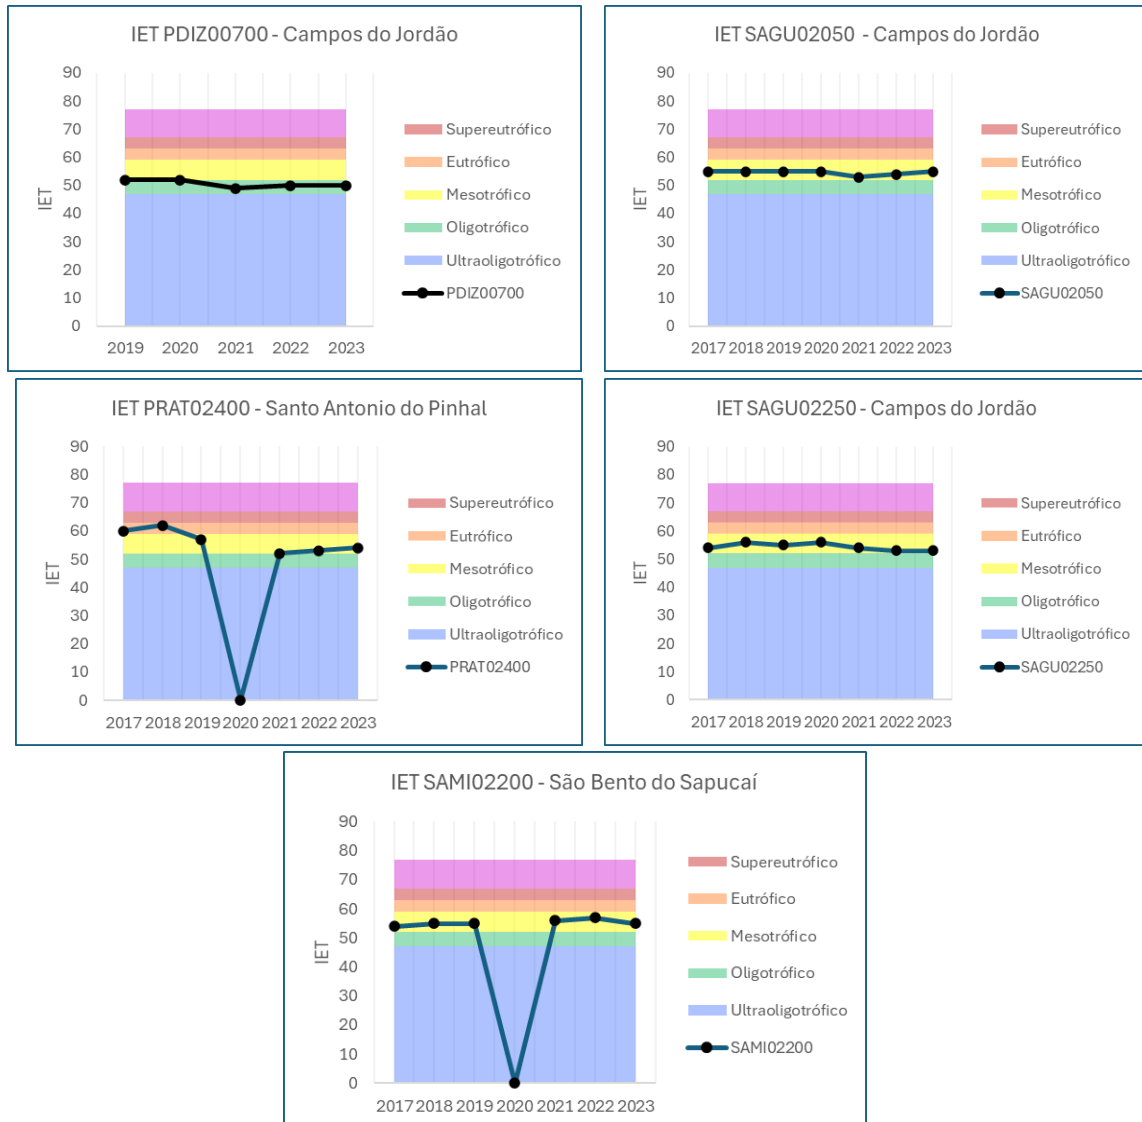 IET PDIZ00700 - Campos do Jordão
90
80
70
60
50
40
30
20
10
0
IET
2019 2020 2021 2022 2023
Supereutrófico
Eutrófico
Mesotrófico
Oligotrófico
Ultraoligotrófico
PDIZ00700
IET SAGU02050 - Campos do Jordão
90
80
70
60
50
40
30
20
10
0
IET
2017 2018 2019 2020 2021 2022 2023
Supereutrófico
Eutrófico
Mesotrófico
Oligotrófico
Ultraoligotrófico
SAGU02050
IET PRAT02400 - Santo Antonio do Pinhal
90
80
70
60
50
40
30
20
10
0
IET
2017 2018 2019 2020 2021 2022 2023
Supereutrófico
Eutrófico
Mesotrófico
Oligotrófico
Ultraoligotrófico
PRAT02400
IET SAGU02250 - Campos do Jordão
90
80
70
60
50
40
30
20
10
0
IET
2017 2018 2019 2020 2021 2022 2023
Supereutrófico
Eutrófico
Mesotrófico
Oligotrófico
Ultraoligotrófico
SAGU02250
IET SAMI02200 - São Bento do Sapucaí
90
80
70
60
50
40
30
20
10
0
IET
2017 2018 2019 2020 2021 2022 2023
Supereutrófico
Eutrófico
Mesotrófico
Oligotrófico
Ultraoligotrófico
SAMI02200